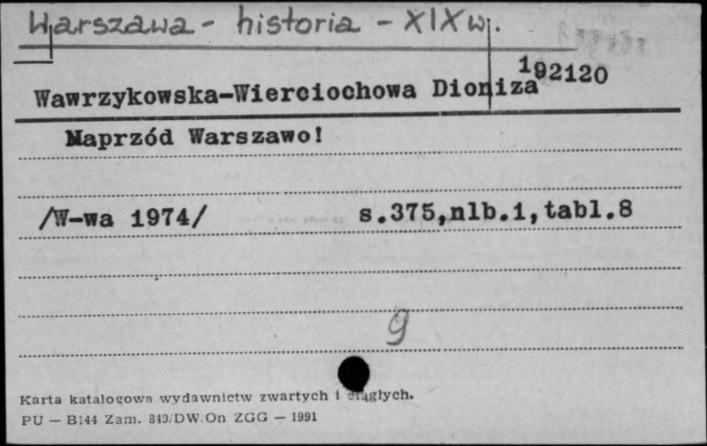 Warszawa - historia - XIX w.
192120
Wawrzykowska-Wierciochowa Dioniza
Naprzód Warszawo!
/W-wa 1974/ s.375,nlb.1,tabl.8
9
Karta katalogowa wydawnictw zwartych i ciągłych.
PU — B144 Zam. 843/DW.On ZGG — 1991